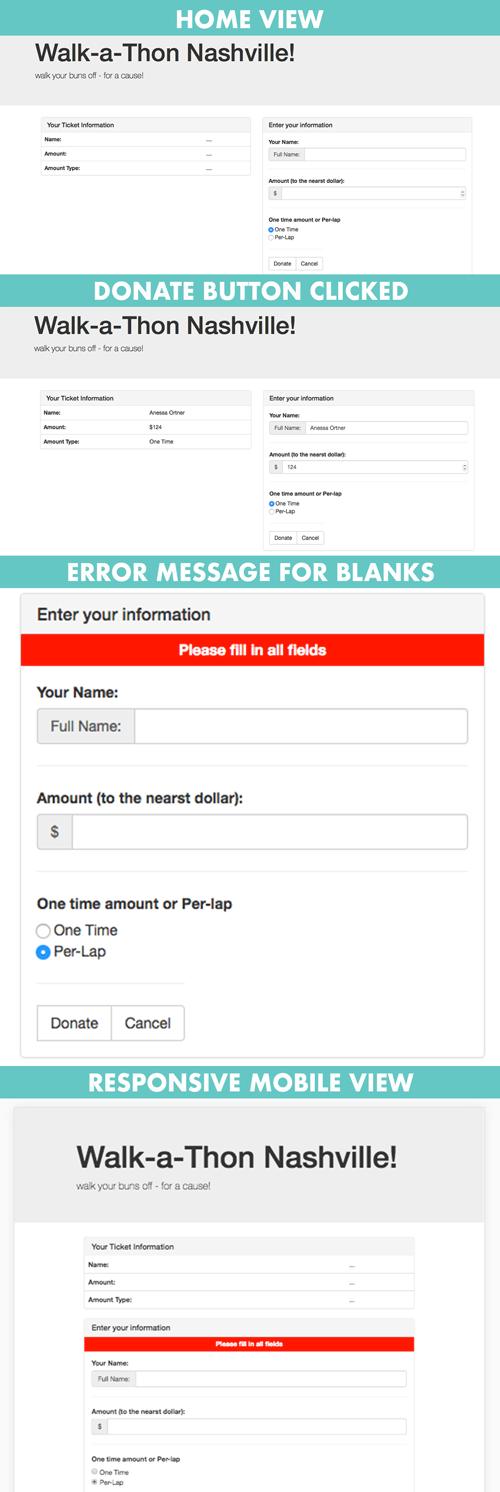 HOME VIEW
Walk-a-Thon Nashville!
walk your buns off - for a cause!
Your Ticket Information
Name: ---
Amount: ---
Amount Type: ---
Enter your information
Your Name:
Full Name:
Amount (to the nearst dollar):
$
One time amount or Per-lap
One Time
Per-Lap
Donate Cancel
DONATE BUTTON CLICKED
Walk-a-Thon Nashville!
walk your buns off - for a cause!
Your Ticket Information
Name: Anessa Ortner
Amount: $124
Amount Type: One Time
Enter your information
Your Name:
Full Name: Anessa Ortner
Amount (to the nearst dollar):
$ 124
One time amount or Per-lap
One Time
Per-Lap
Donate Cancel
ERROR MESSAGE FOR BLANKS
Enter your information
Please fill in all fields
Your Name:
Full Name:
Amount (to the nearst dollar):
$
One time amount or Per-lap
One Time
Per-Lap
Donate Cancel
RESPONSIVE MOBILE VIEW
Walk-a-Thon Nashville!
walk your buns off - for a cause!
Your Ticket Information
Name: ---
Amount: ---
Amount Type: ---
Enter your information
Please fill in all fields
Your Name:
Full Name:
Amount (to the nearst dollar):
$
One time amount or Per-lap
One Time
Per-Lap